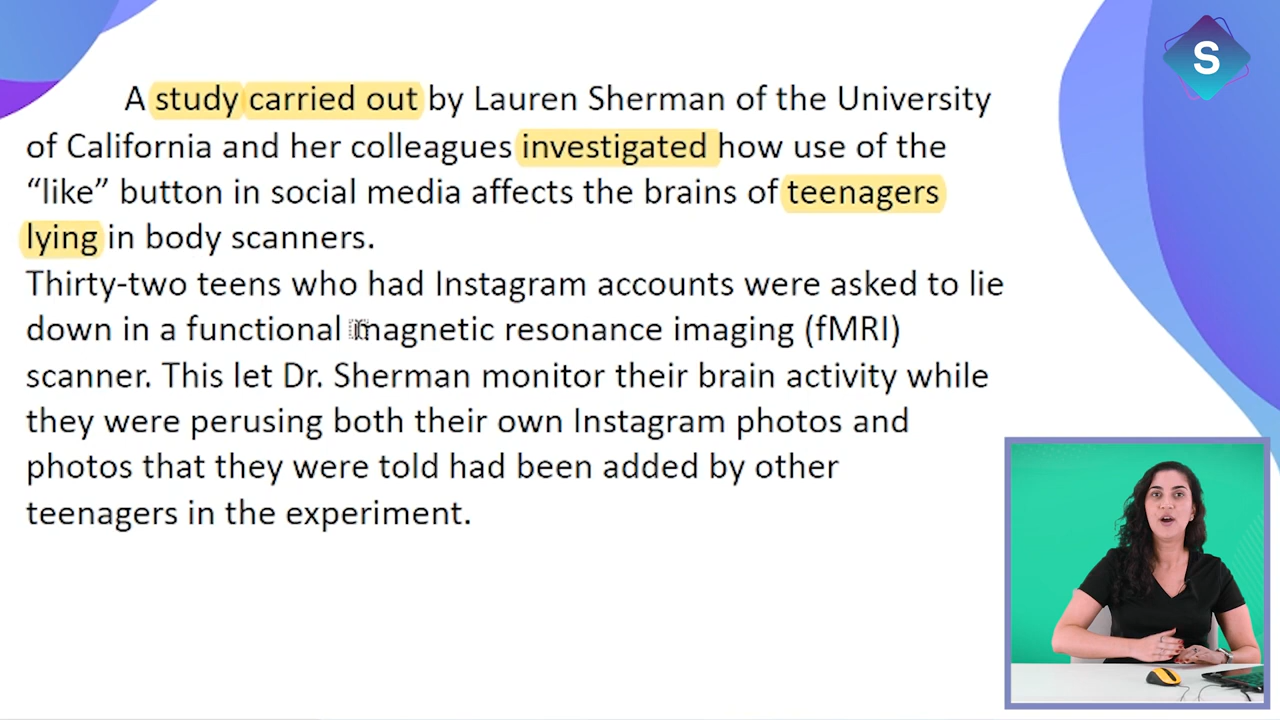 S
A study carried out by Lauren Sherman of the University
of California and her colleagues investigated how use of the
“like” button in social media affects the brains of teenagers
lying in body scanners.
Thirty-two teens who had Instagram accounts were asked to lie
down in a functional magnetic resonance imaging (fMRI)
scanner. This let Dr. Sherman monitor their brain activity while
they were perusing both their own Instagram photos and
photos that they were told had been added by other
teenagers in the experiment.